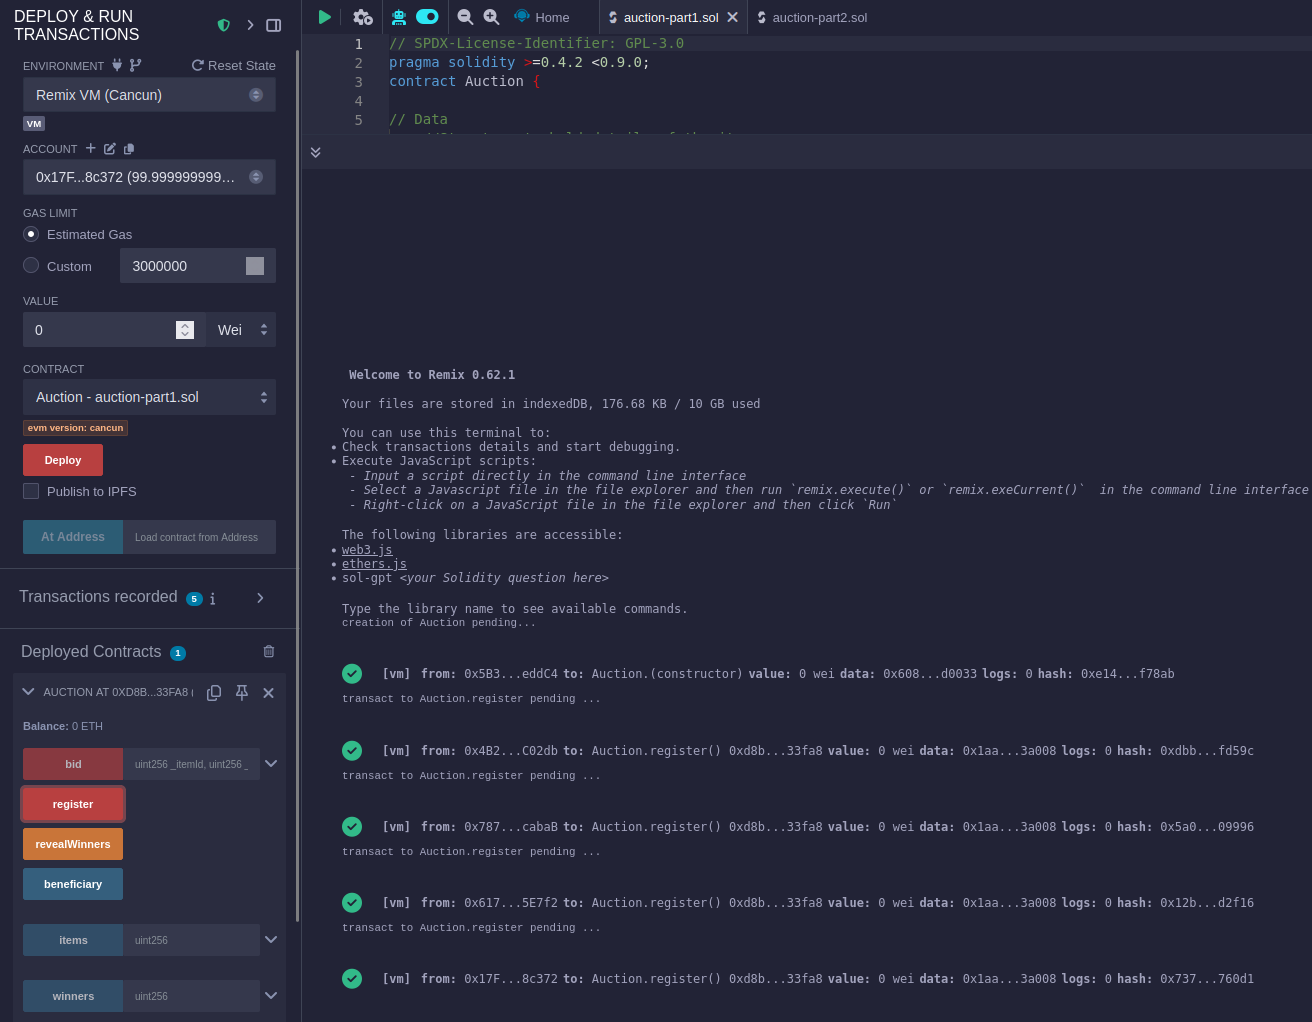 DEPLOY & RUN
TRANSACTIONS
ENVIRONMENT
Reset State
Remix VM (Cancun)
VM
ACCOUNT
0x17F...8c372 (99.999999999...
GAS LIMIT
Estimated Gas
Custom
3000000
VALUE
0
Wei
CONTRACT
Auction - auction-part1.sol
evm version: cancun
Deploy
Publish to IPFS
At Address
Load contract from Address
Transactions recorded 5 i
Deployed Contracts 1
AUCTION AT 0XD8B...33FA8 (
Balance: 0 ETH
bid
uint256 _itemId, uint256 _
register
revealWinners
beneficiary
items
uint256
winners
uint256
Home
auction-part1.sol
auction-part2.sol
1 // SPDX-License-Identifier: GPL-3.0
2 pragma solidity >=0.4.2 <0.9.0;
3 contract Auction {
4
5 // Data
Welcome to Remix 0.62.1
Your files are stored in indexedDB, 176.68 KB / 10 GB used
You can use this terminal to:
• Check transactions details and start debugging.
• Execute JavaScript scripts:
- Input a script directly in the command line interface
- Select a Javascript file in the file explorer and then run `remix.execute()` or `remix.exeCurrent()`  in the command line interface
- Right-click on a JavaScript file in the file explorer and then click `Run`
The following libraries are accessible:
• web3.js
• ethers.js
• sol-gpt <your Solidity question here>
Type the library name to see available commands.
creation of Auction pending...
[vm] from: 0x5B3...eddC4 to: Auction.(constructor) value: 0 wei data: 0x608...d0033 logs: 0 hash: 0xe14...f78ab
transact to Auction.register pending ...
[vm] from: 0x4B2...C02db to: Auction.register() 0xd8b...33fa8 value: 0 wei data: 0x1aa...3a008 logs: 0 hash: 0xdbb...fd59c
transact to Auction.register pending ...
[vm] from: 0x787...cabaB to: Auction.register() 0xd8b...33fa8 value: 0 wei data: 0x1aa...3a008 logs: 0 hash: 0x5a0...09996
transact to Auction.register pending ...
[vm] from: 0x617...5E7f2 to: Auction.register() 0xd8b...33fa8 value: 0 wei data: 0x1aa...3a008 logs: 0 hash: 0x12b...d2f16
transact to Auction.register pending ...
[vm] from: 0x17F...8c372 to: Auction.register() 0xd8b...33fa8 value: 0 wei data: 0x1aa...3a008 logs: 0 hash: 0x737...760d1